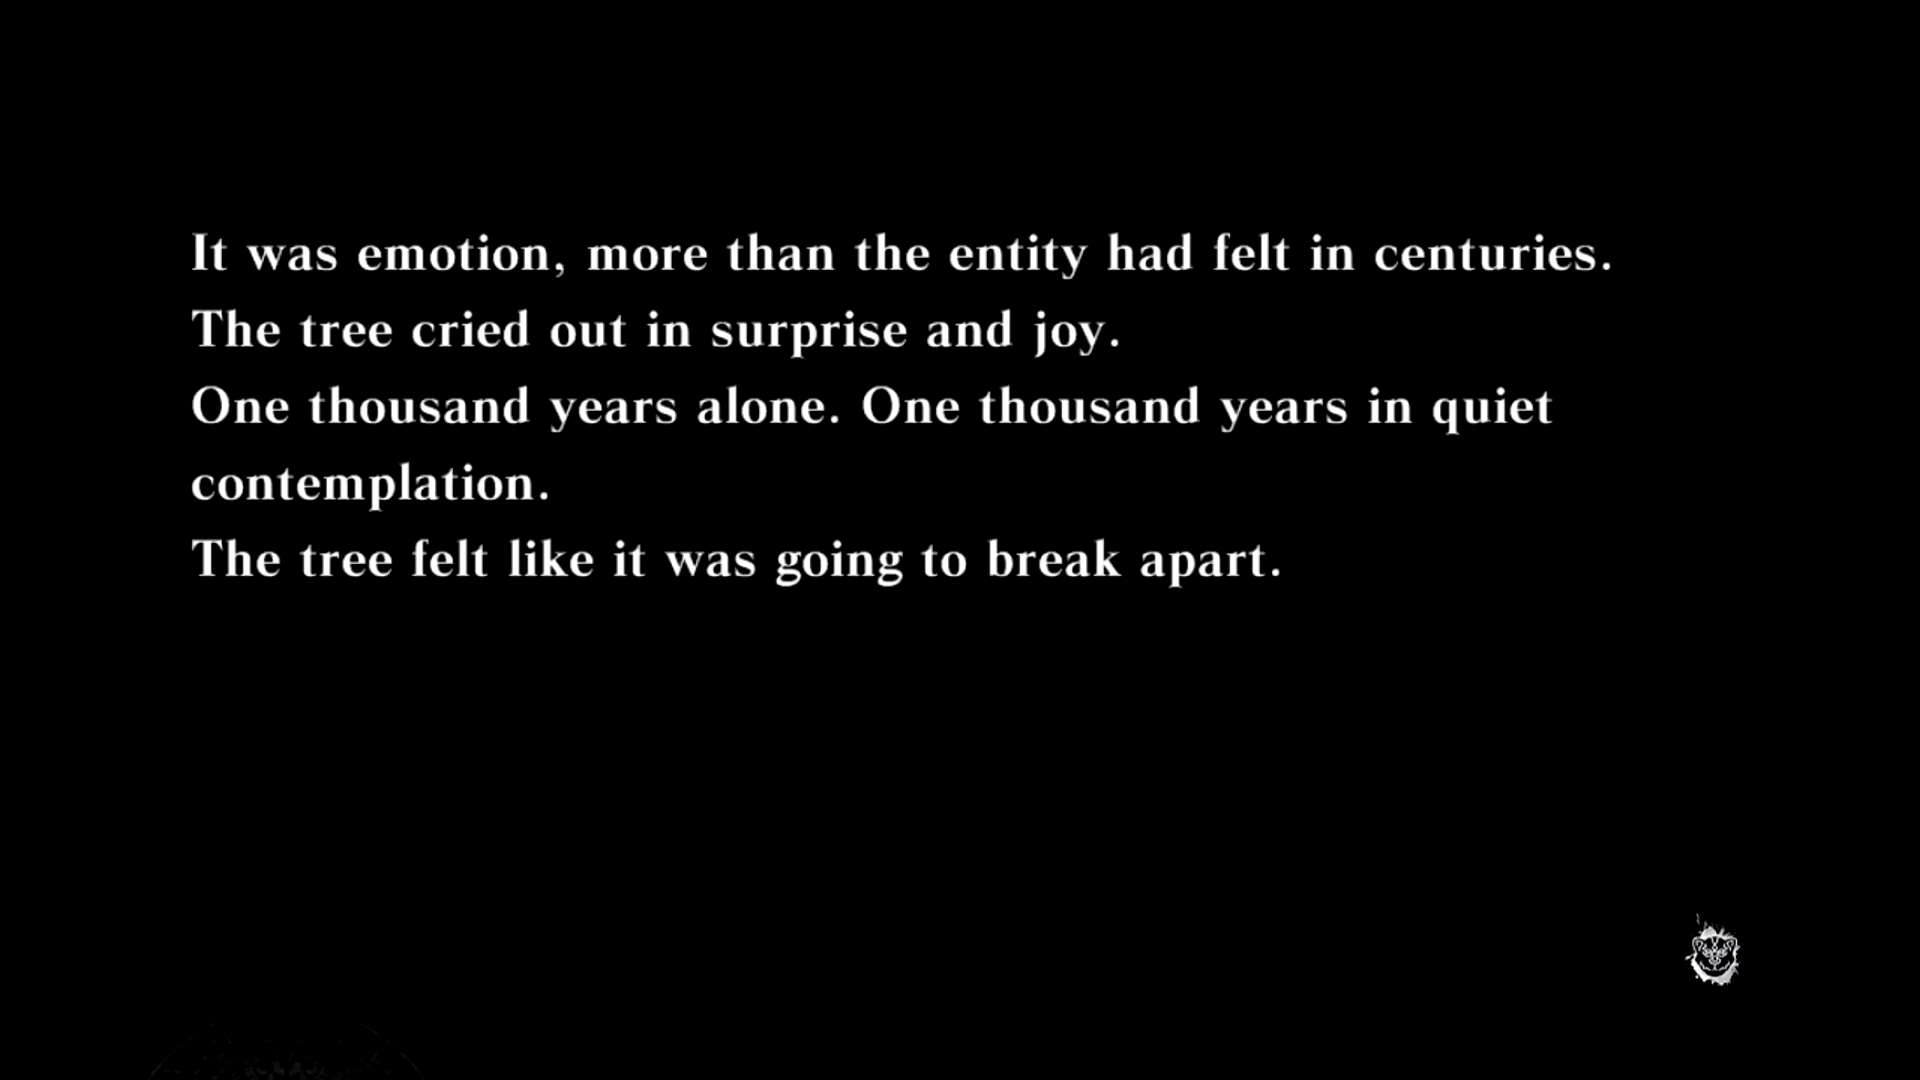 It was emotion, more than the entity had felt in centuries.
The tree cried out in surprise and joy.
One thousand years alone. One thousand years in quiet
contemplation.
The tree felt like it was going to break apart.